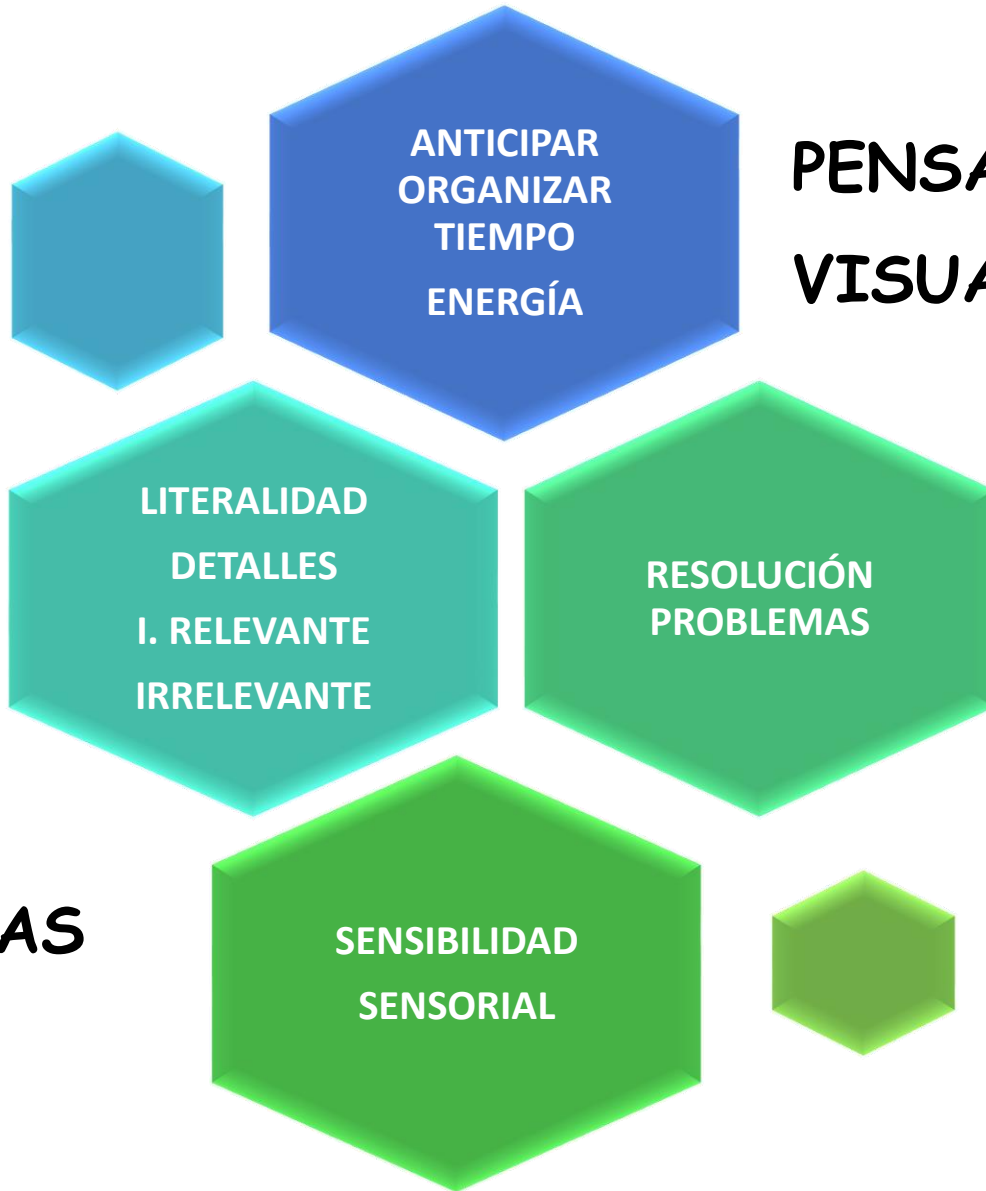 ANTICIPAR
ORGANIZAR
TIEMPO
ENERGÍA
PENSA
VISUA
LITERALIDAD
DETALLES
I. RELEVANTE
IRRELEVANTE
RESOLUCIÓN
PROBLEMAS
AS
SENSIBILIDAD
SENSORIAL